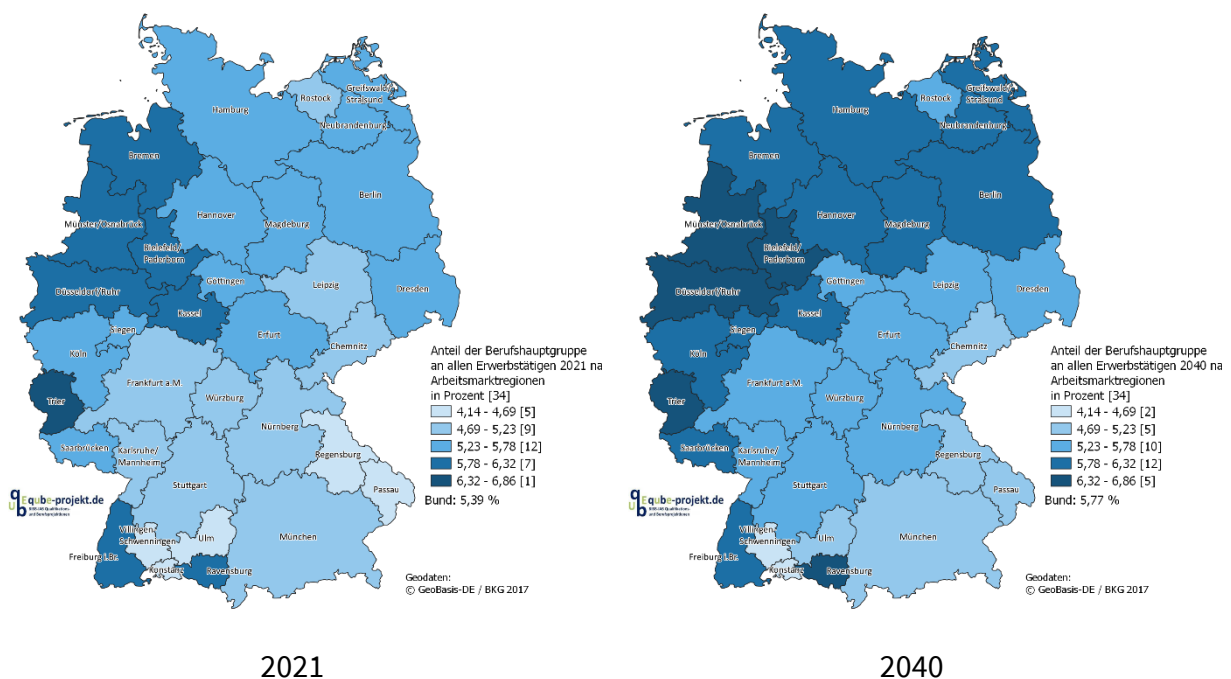 Hamburg
Rostock
Greifswald/
Stralsund
Neubrandenburg
Bremen
Berlin
Hannover
Magdeburg
Münster/Osnabrück
Bielefeld/
Paderborn
Göttingen
Leipzig
Dresden
Düsseldorf/Ruhr
Kassel
Siegen
Köln
Erfurt
Chemnitz
Frankfurt a.M.
Würzburg
Trier
Nürnberg
Saarbrücken
Karlsruhe/
Mannheim
Regensburg
Stuttgart
Passau
Villingen-
Schwenningen
Ulm
München
Freiburg i.Br.
Konstanz
Ravensburg
Anteil der Berufshauptgruppe
an allen Erwerbstätigen 2021 na
Arbeitsmarktregionen
in Prozent [34]
4,14 - 4,69 [5]
4,69 - 5,23 [9]
5,23 - 5,78 [12]
5,78 - 6,32 [7]
6,32 - 6,86 [1]
Bund: 5,39 %
qube-projekt.de
Geodaten:
© GeoBasis-DE / BKG 2017
2021
Hamburg
Rostock
Greifswald/
Stralsund
Neubrandenburg
Bremen
Berlin
Hannover
Magdeburg
Münster/Osnabrück
Bielefeld/
Paderborn
Göttingen
Leipzig
Dresden
Düsseldorf/Ruhr
Kassel
Siegen
Köln
Erfurt
Chemnitz
Frankfurt a.M.
Würzburg
Trier
Nürnberg
Saarbrücken
Karlsruhe/
Mannheim
Regensburg
Stuttgart
Passau
Villingen-
Schwenningen
Ulm
München
Freiburg i.Br.
Konstanz
Ravensburg
Anteil der Berufshauptgruppe
an allen Erwerbstätigen 2040 na
Arbeitsmarktregionen
in Prozent [34]
4,14 - 4,69 [2]
4,69 - 5,23 [5]
5,23 - 5,78 [10]
5,78 - 6,32 [12]
6,32 - 6,86 [5]
Bund: 5,77 %
qube-projekt.de
Geodaten:
© GeoBasis-DE / BKG 2017
2040